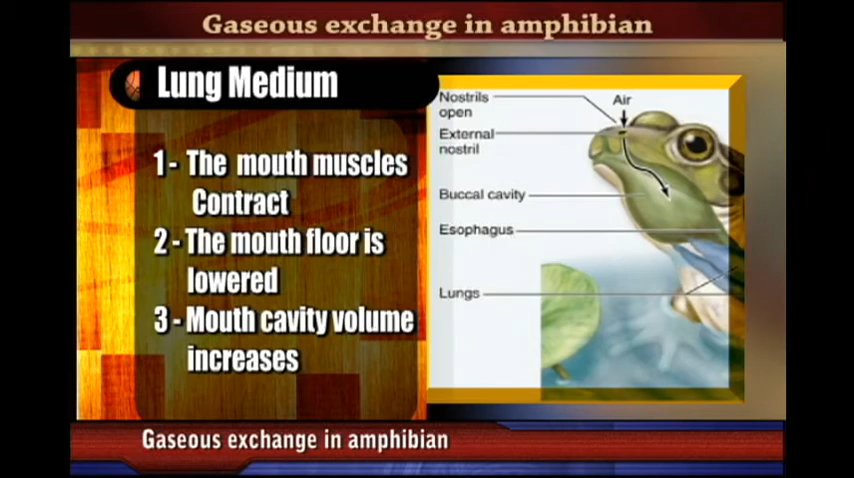 Gaseous exchange in amphibian
Lung Medium
1- The mouth muscles
Contract
2 - The mouth floor is
lowered
3 - Mouth cavity volume
increases
Nostrils
open
Air
External
nostril
Buccal cavity
Esophagus
Lungs
Gaseous exchange in amphibian